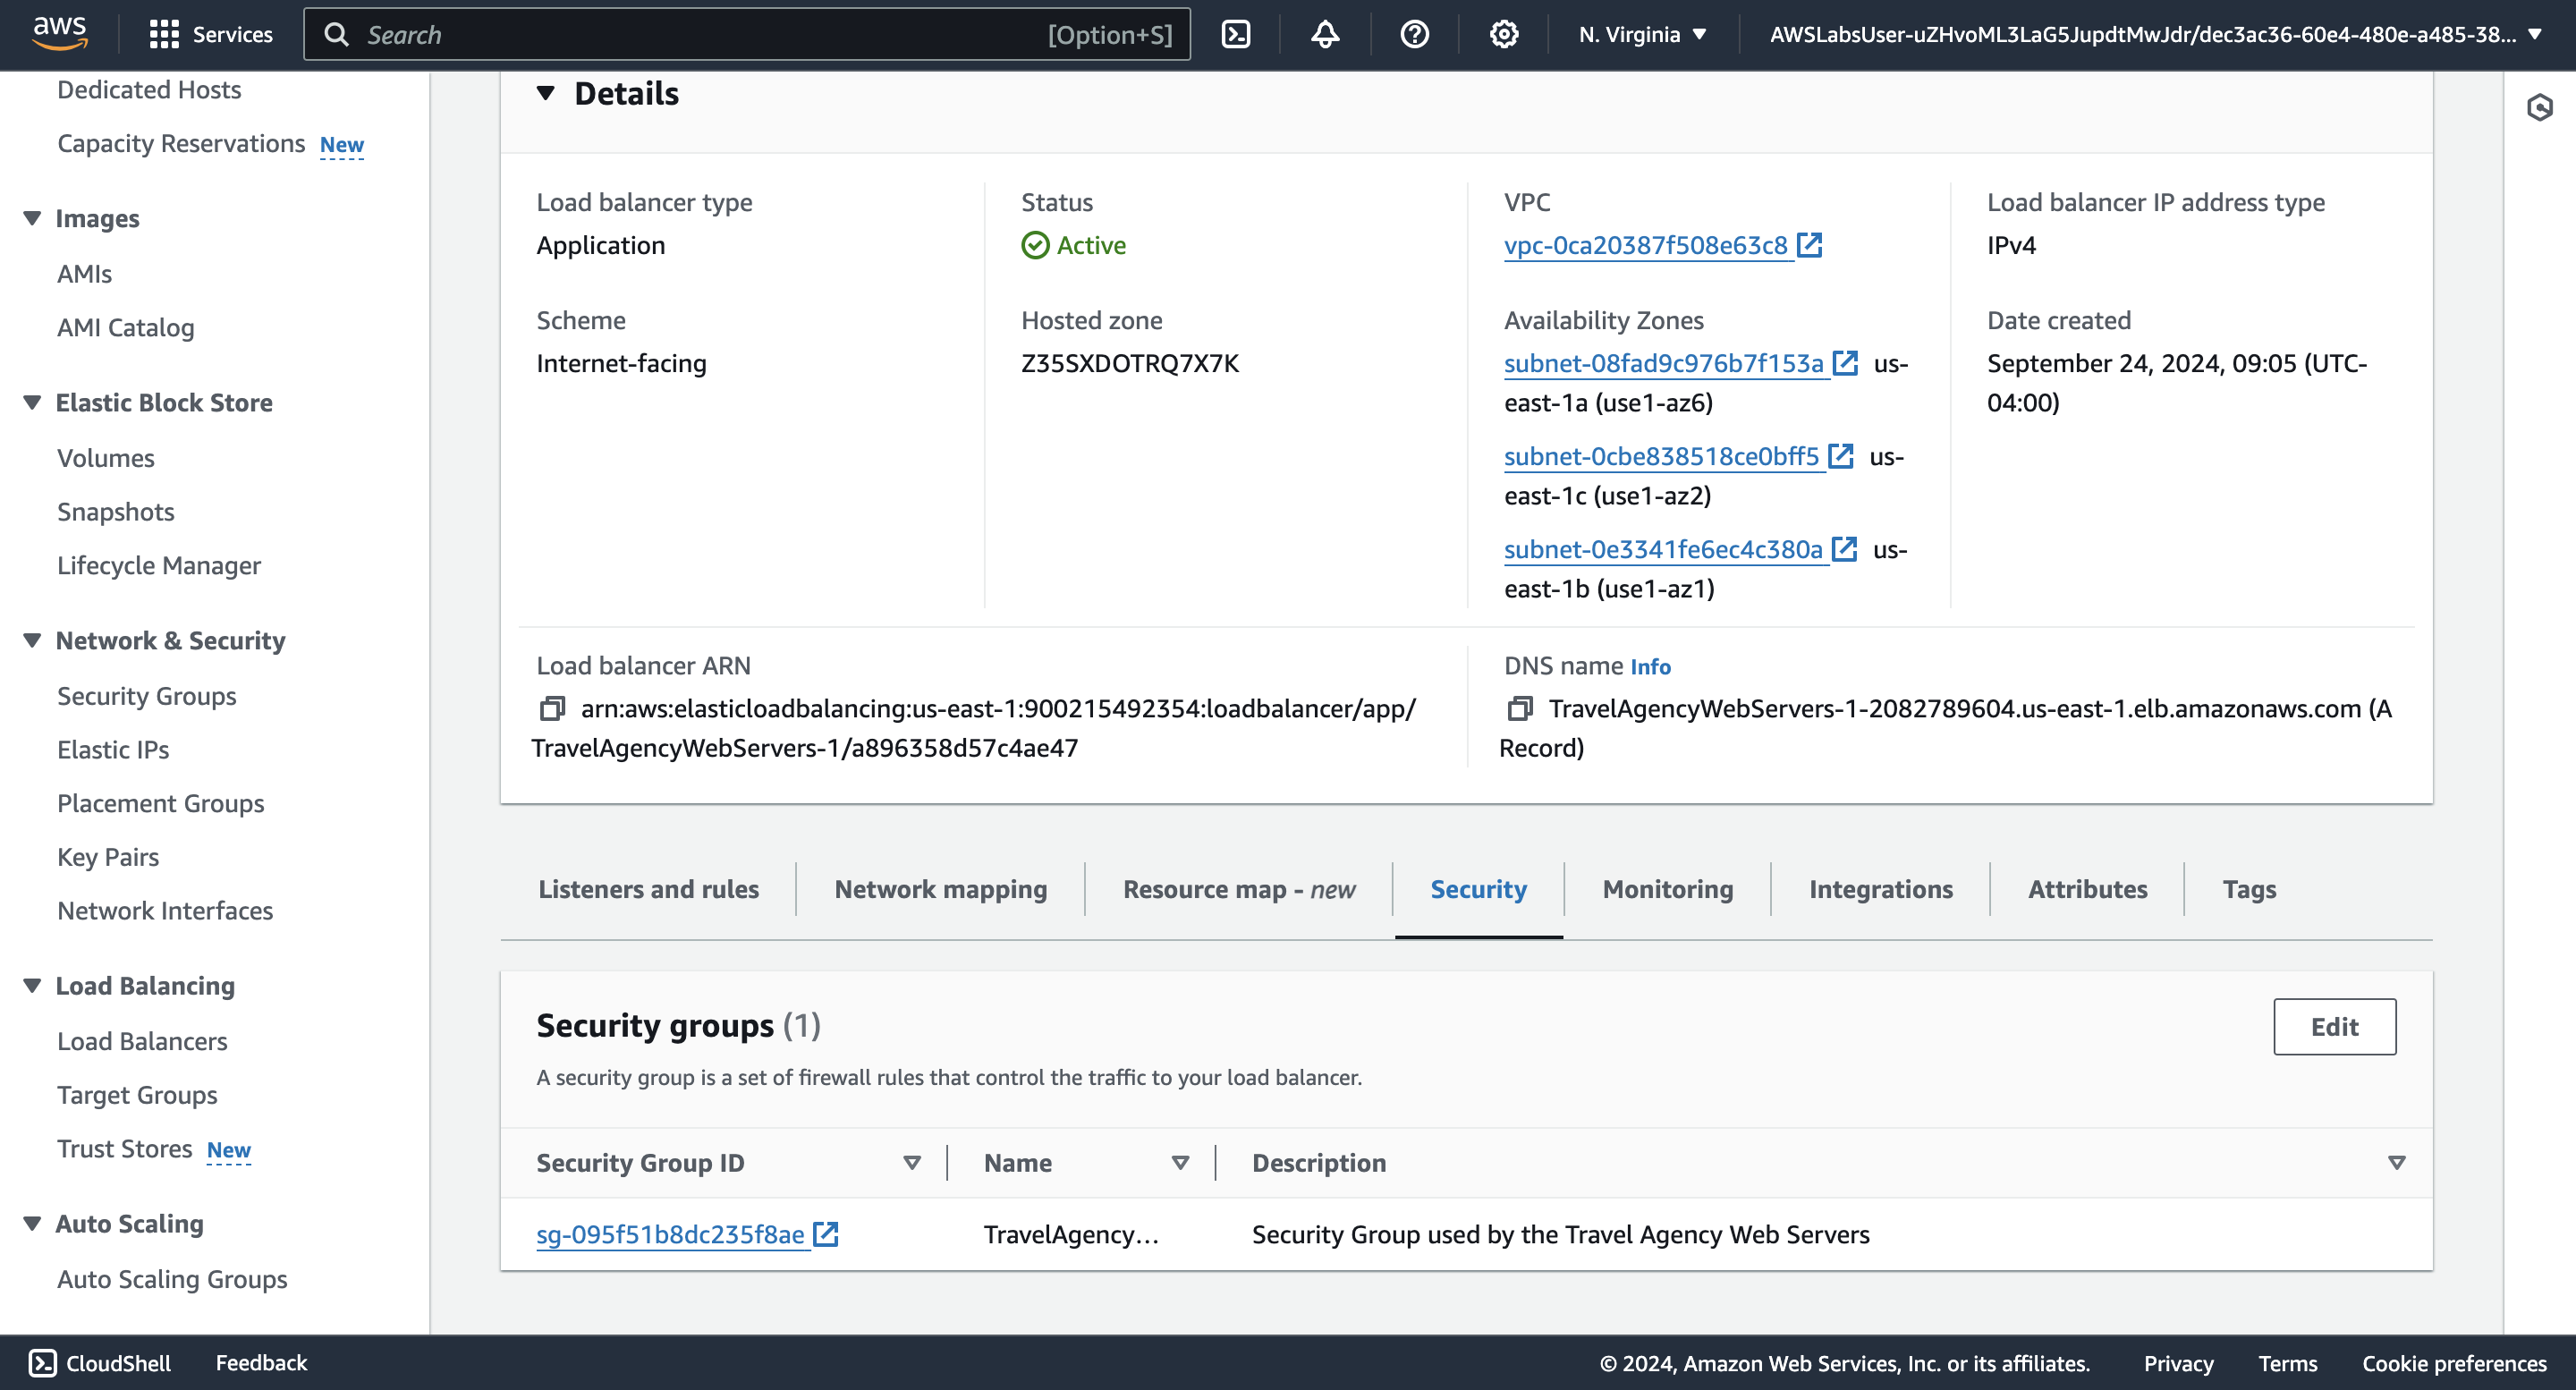 aws
Services
Search
[Option+S]
N. Virginia
AWSLabsUser-uZHvoML3LaG5JupdtMwJdr/dec3ac36-60e4-480e-a485-38...
Dedicated Hosts
Capacity Reservations New
Images
AMIs
AMI Catalog
Elastic Block Store
Volumes
Snapshots
Lifecycle Manager
Network & Security
Security Groups
Elastic IPs
Placement Groups
Key Pairs
Network Interfaces
Load Balancing
Load Balancers
Target Groups
Trust Stores New
Auto Scaling
Auto Scaling Groups
Details
Load balancer type
Application
Scheme
Internet-facing
Status
Active
Hosted zone
Z35SXDOTRQ7X7K
VPC
vpc-0ca20387f508e63c8
Availability Zones
subnet-08fad9c976b7f153a us-
east-1a (use1-az6)
subnet-0cbe838518ce0bff5 us-
east-1c (use1-az2)
subnet-0e3341fe6ec4c380a us-
east-1b (use1-az1)
Load balancer IP address type
IPv4
Date created
September 24, 2024, 09:05 (UTC-
04:00)
Load balancer ARN
arn:aws:elasticloadbalancing:us-east-1:900215492354:loadbalancer/app/
TravelAgencyWebServers-1/a896358d57c4ae47
DNS name Info
TravelAgencyWebServers-1-2082789604.us-east-1.elb.amazonaws.com (A
Record)
Listeners and rules
Network mapping
Resource map - new
Security
Monitoring
Integrations
Attributes
Tags
Security groups (1)
Edit
A security group is a set of firewall rules that control the traffic to your load balancer.
Security Group ID
Name
Description
sg-095f51b8dc235f8ae
TravelAgency...
Security Group used by the Travel Agency Web Servers
CloudShell
Feedback
© 2024, Amazon Web Services, Inc. or its affiliates.
Privacy
Terms
Cookie preferences